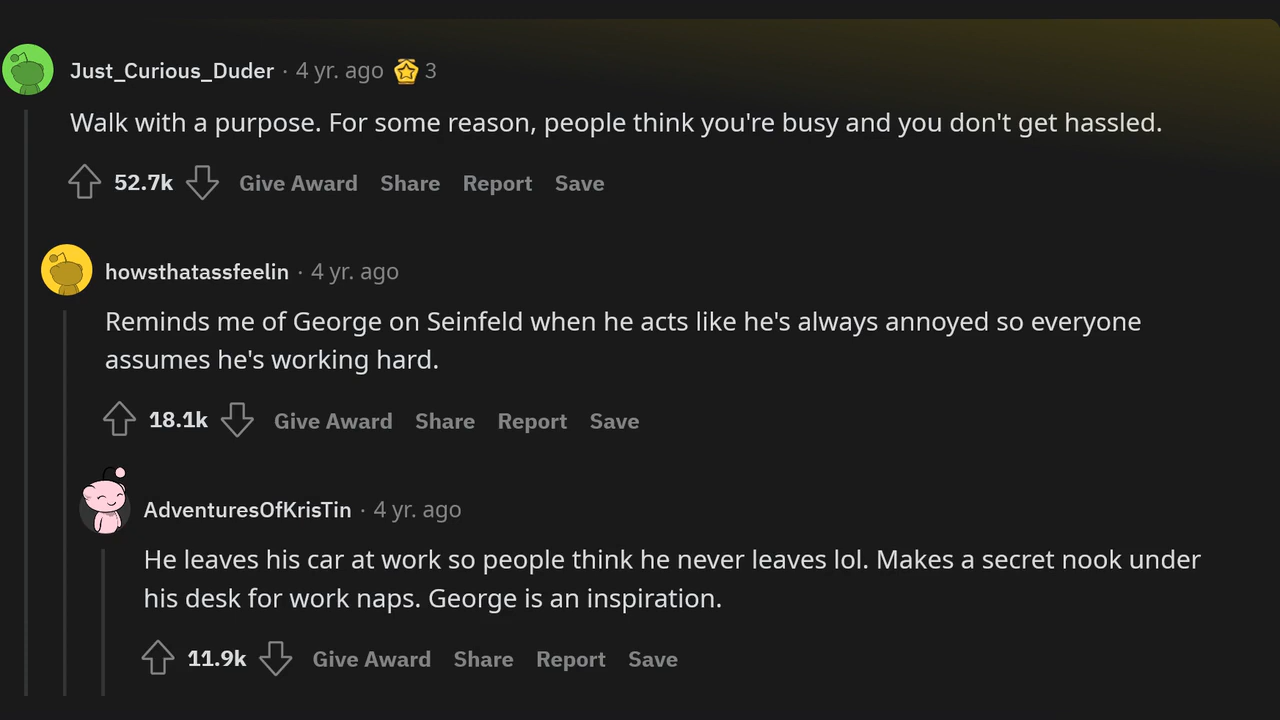 Just_Curious_Duder · 4 yr. ago 3
Walk with a purpose. For some reason, people think you're busy and you don't get hassled.
52.7k Give Award Share Report Save
howsthatassfeelin · 4 yr. ago
Reminds me of George on Seinfeld when he acts like he's always annoyed so everyone
assumes he's working hard.
18.1k Give Award Share Report Save
AdventuresOfKrisTin · 4 yr. ago
He leaves his car at work so people think he never leaves lol. Makes a secret nook under
his desk for work naps. George is an inspiration.
11.9k Give Award Share Report Save